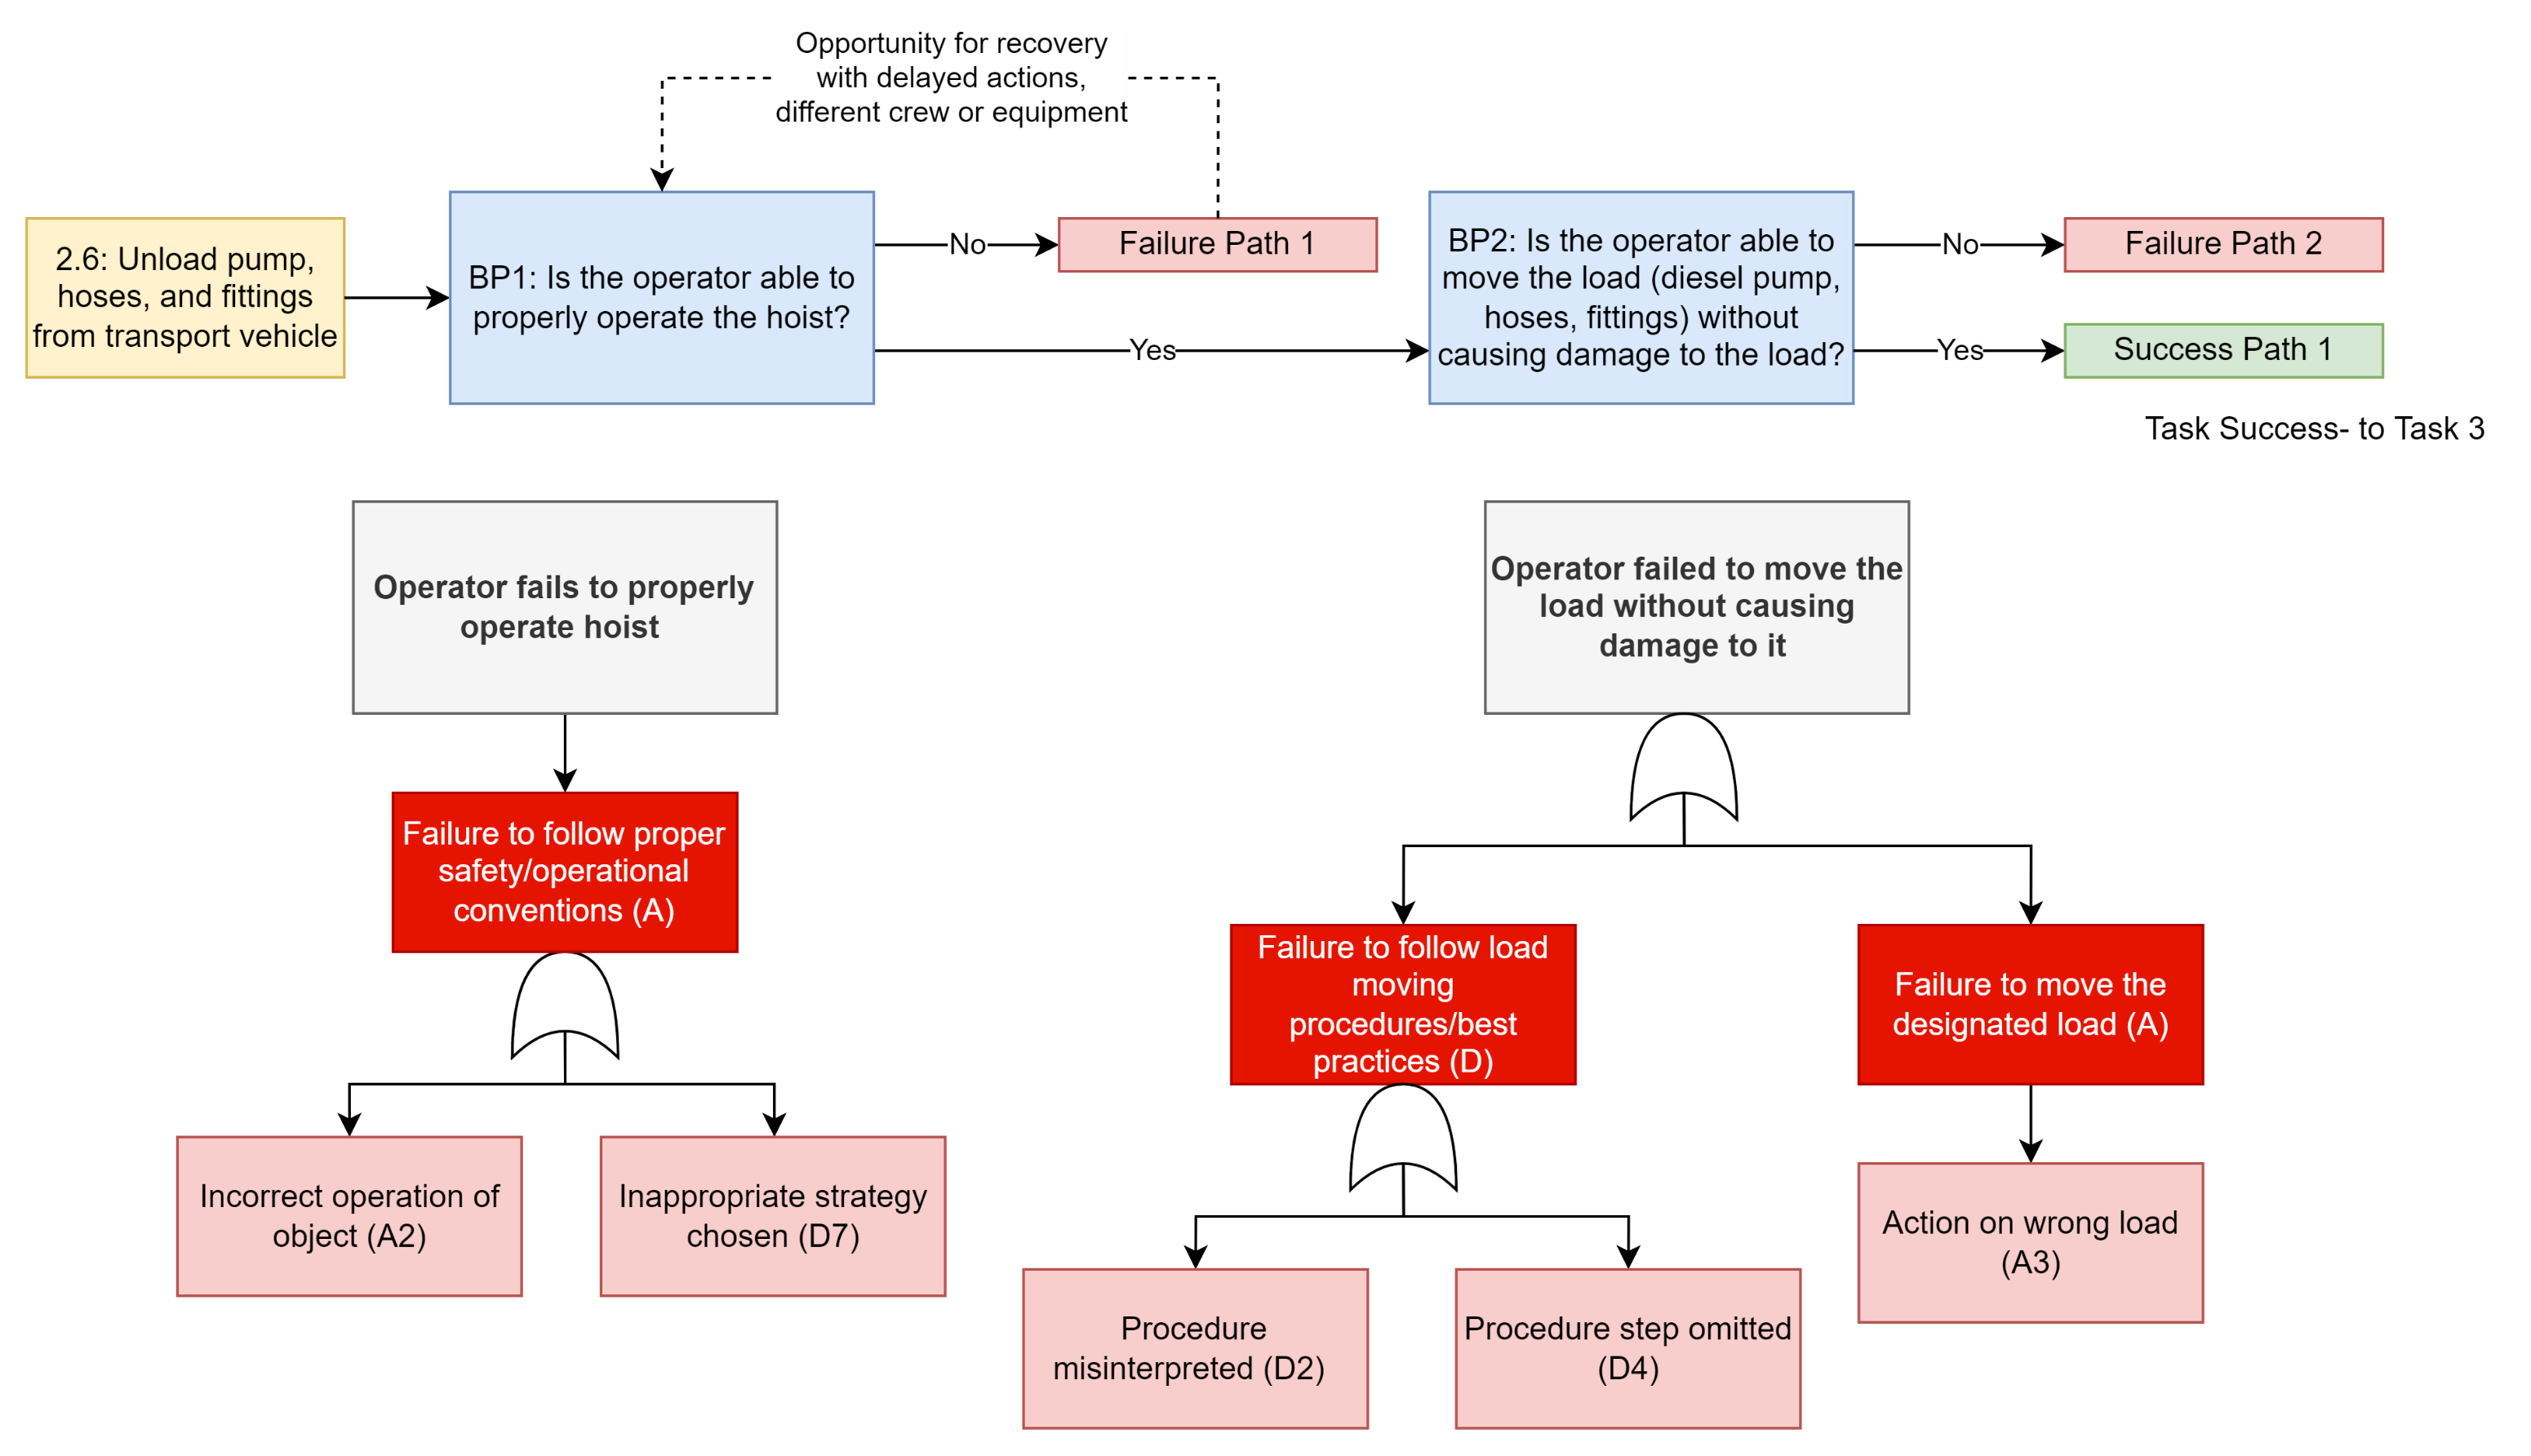 Opportunity for recovery
with delayed actions,
different crew or equipment
2.6: Unload pump,
hoses, and fittings
from transport vehicle
BP1: Is the operator able to
properly operate the hoist?
No
Failure Path 1
Yes
BP2: Is the operator able to
move the load (diesel pump,
hoses, fittings) without
causing damage to the load?
No
Failure Path 2
Yes
Success Path 1
Task Success- to Task 3
Operator fails to properly
operate hoist
Failure to follow proper
safety/operational
conventions (A)
Incorrect operation of
object (A2)
Inappropriate strategy
chosen (D7)
Operator failed to move the
load without causing
damage to it
Failure to follow load
moving
procedures/best
practices (D)
Failure to move the
designated load (A)
Procedure
misinterpreted (D2)
Procedure step omitted
(D4)
Action on wrong load
(A3)